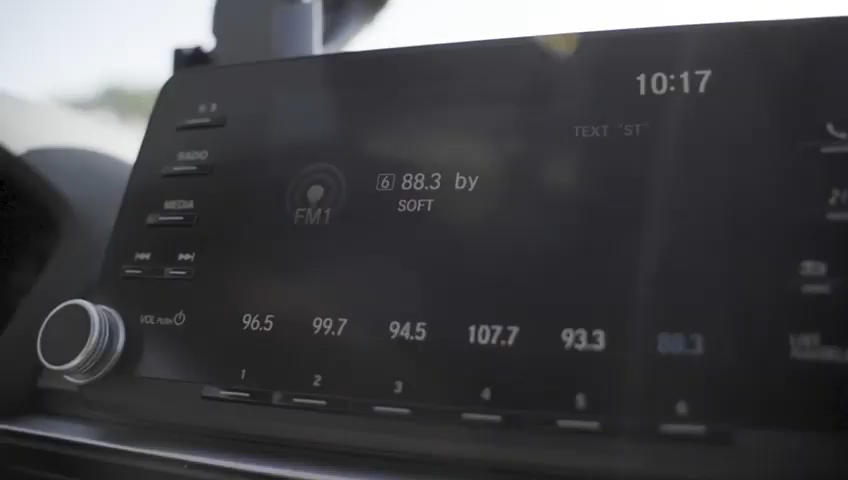 10:17
TEXT "ST"
RADIO
6 88.3 by
SOFT
FM1
MEDIA
VOL PUSH
96.5 99.7 94.5 107.7 93.3 88.3
1 2 3 4 5 6